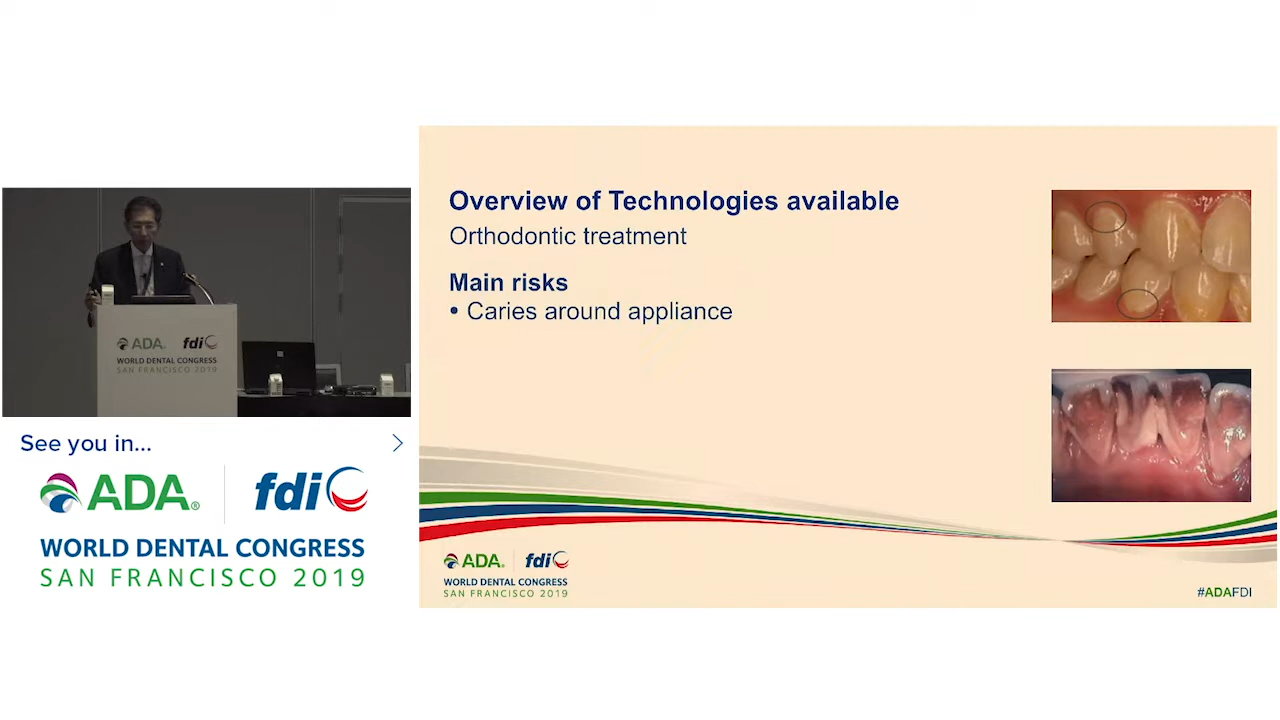 Overview of Technologies available
Orthodontic treatment
Main risks
• Caries around appliance
ADA. fdi
WORLD DENTAL CONGRESS
SAN FRANCISCO 2019
See you in...
ADA® fdi
WORLD DENTAL CONGRESS
SAN FRANCISCO 2019
ADA. fdi
WORLD DENTAL CONGRESS
SAN FRANCISCO 2019
#ADAFDI